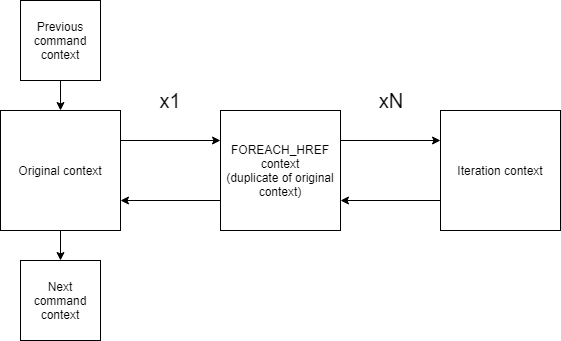 Previous
command
context
x1
xN
Original context
FOREACH_HREF
context
(duplicate of original
context)
Iteration context
Next
command
context